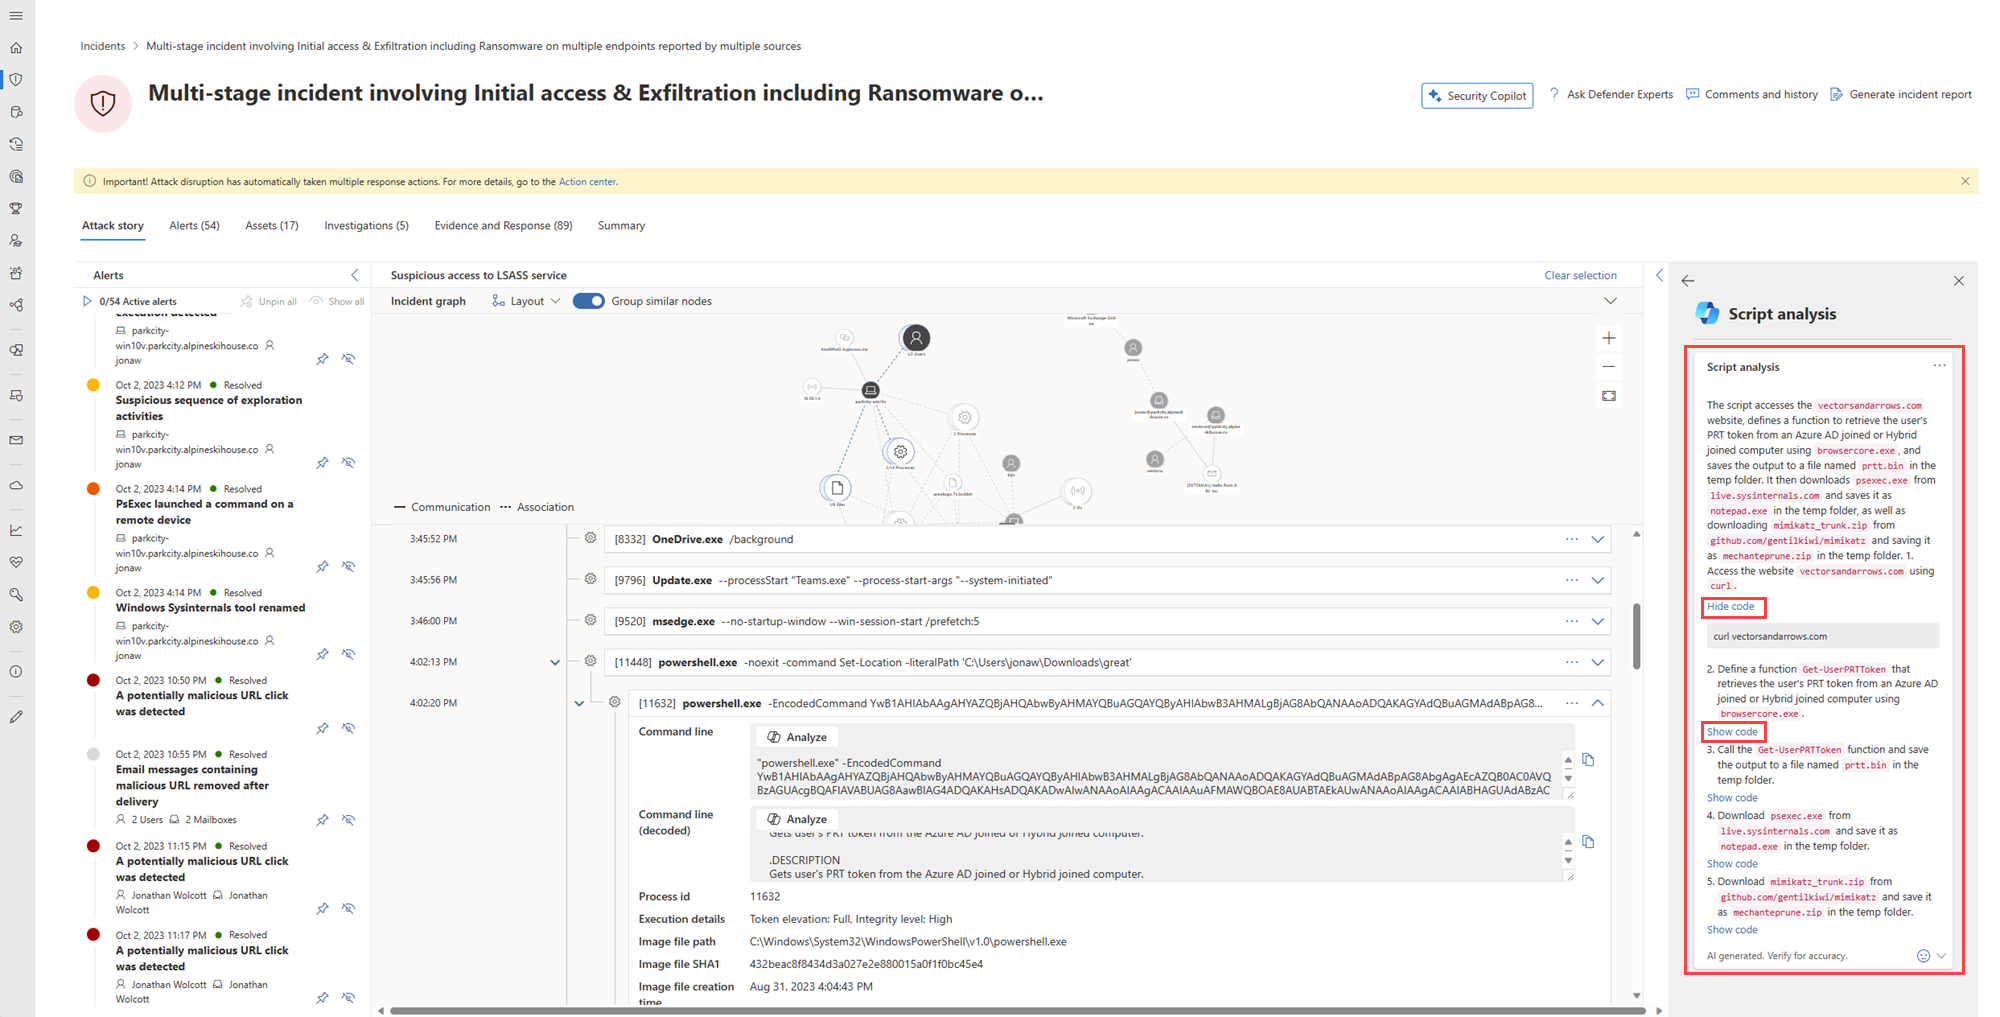 Incidents > Multi-stage incident involving Initial access & Exfiltration including Ransomware on multiple endpoints reported by multiple sources
Multi-stage incident involving Initial access & Exfiltration including Ransomware o...
Security Copilot
Ask Defender Experts
Comments and history
Generate incident report
Important! Attack disruption has automatically taken multiple response actions. For more details, go to the Action center.
Attack story
Alerts (54)
Assets (17)
Investigations (5)
Evidence and Response (89)
Summary
Alerts
0/54 Active alerts
Unpin all
Show all
execution detected
parkcity-
win10v.parkcity.alpineskihouse.co
jonaw
Oct 2, 2023 4:12 PM Resolved
Suspicious sequence of exploration
activities
parkcity-
win10v.parkcity.alpineskihouse.co
jonaw
Oct 2, 2023 4:14 PM Resolved
PsExec launched a command on a
remote device
parkcity-
win10v.parkcity.alpineskihouse.co
jonaw
Oct 2, 2023 4:14 PM Resolved
Windows Sysinternals tool renamed
parkcity-
win10v.parkcity.alpineskihouse.co
jonaw
Oct 2, 2023 10:50 PM Resolved
A potentially malicious URL click
was detected
Oct 2, 2023 10:55 PM Resolved
Email messages containing
malicious URL removed after
delivery
2 Users 2 Mailboxes
Oct 2, 2023 11:15 PM Resolved
A potentially malicious URL click
was detected
Jonathan Wolcott Jonathan
Wolcott
Oct 2, 2023 11:17 PM Resolved
A potentially malicious URL click
was detected
Jonathan Wolcott Jonathan
Wolcott
Suspicious access to LSASS service
Clear selection
Incident graph
Layout
Group similar nodes
1/2 Users
parkcity-win10v
2 Processes
2/14 Processes
1/4 Files
jonaw
nestorw
2 IPs
Communication
Association
3:45:52 PM
[8332] OneDrive.exe /background
3:45:56 PM
[9796] Update.exe --processStart "Teams.exe" --process-start-args "--system-initiated"
3:46:00 PM
[9520] msedge.exe --no-startup-window --win-session-start /prefetch:5
4:02:13 PM
[11448] powershell.exe -noexit -command Set-Location -literalPath 'C:\Users\jonaw\Downloads\great'
4:02:20 PM
[11632] powershell.exe -EncodedCommand
Command line
Analyze
"powershell.exe" -EncodedCommand
Command line
(decoded)
Analyze
Gets user's PRT token from the Azure AD joined or Hybrid joined computer.
.DESCRIPTION
Gets user's PRT token from the Azure AD joined or Hybrid joined computer.
Process id 11632
Execution details Token elevation: Full, Integrity level: High
Image file path C:\Windows\System32\WindowsPowerShell\v1.0\powershell.exe
Image file SHA1 432beac8f8434d3a027e2e880015a0f1f0bc45e4
Image file creation Aug 31, 2023 4:04:43 PM
time
Script analysis
Script analysis
The script accesses the vectorsandarrows.com
website, defines a function to retrieve the user's
PRT token from an Azure AD joined or Hybrid
joined computer using browsercore.exe, and
saves the output to a file named prtt.bin in the
temp folder. It then downloads psexec.exe from
live.sysinternals.com and saves it as
notepad.exe in the temp folder, as well as
downloading mimikatz_trunk.zip from
github.com/gentilkiwi/mimikatz and saving it
as mechanteprune.zip in the temp folder. 1.
Access the website vectorsandarrows.com using
curl.
Hide code
curl vectorsandarrows.com
2. Define a function Get-UserPRTToken that
retrieves the user's PRT token from an Azure AD
joined or Hybrid joined computer using
browsercore.exe.
Show code
3. Call the Get-UserPRTToken function and save
the output to a file named prtt.bin in the
temp folder.
Show code
4. Download psexec.exe from
live.sysinternals.com and save it as
notepad.exe in the temp folder.
Show code
5. Download mimikatz_trunk.zip from
github.com/gentilkiwi/mimikatz and save it
as mechanteprune.zip in the temp folder.
Show code
AI generated. Verify for accuracy.